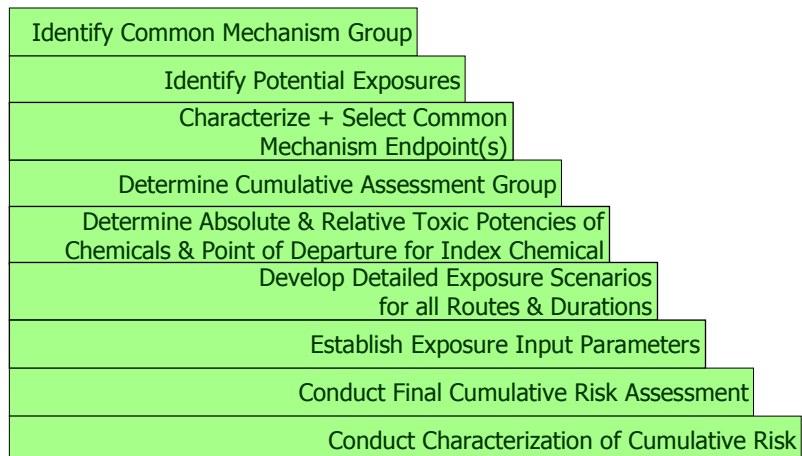 Identify Common Mechanism Group
Identify Potential Exposures
Characterize + Select Common
Mechanism Endpoint(s)
Determine Cumulative Assessment Group
Determine Absolute & Relative Toxic Potencies of
Chemicals & Point of Departure for Index Chemical
Develop Detailed Exposure Scenarios
for all Routes & Durations
Establish Exposure Input Parameters
Conduct Final Cumulative Risk Assessment
Conduct Characterization of Cumulative Risk